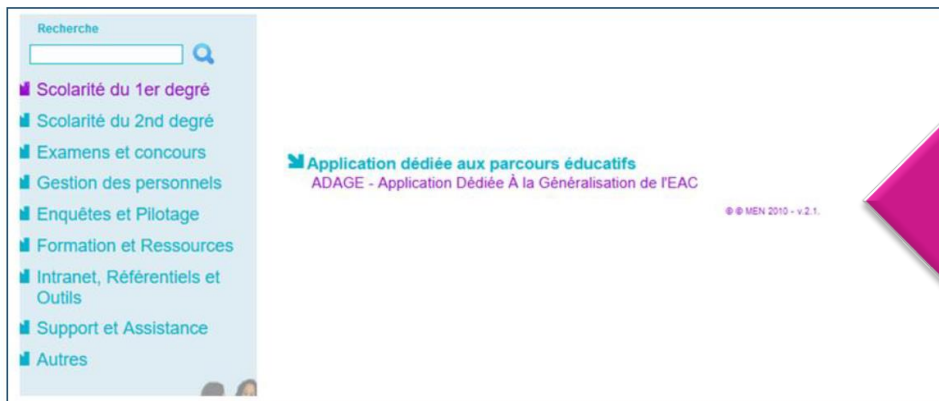 Recherche
Scolarité du 1er degré
Scolarité du 2nd degré
Examens et concours
Gestion des personnels
Enquêtes et Pilotage
Formation et Ressources
Intranet, Référentiels et
Outils
Support et Assistance
Autres
Application dédiée aux parcours éducatifs
ADAGE - Application Dédiée À la Généralisation de l'EAC
© © MEN 2010 - v.2.1.